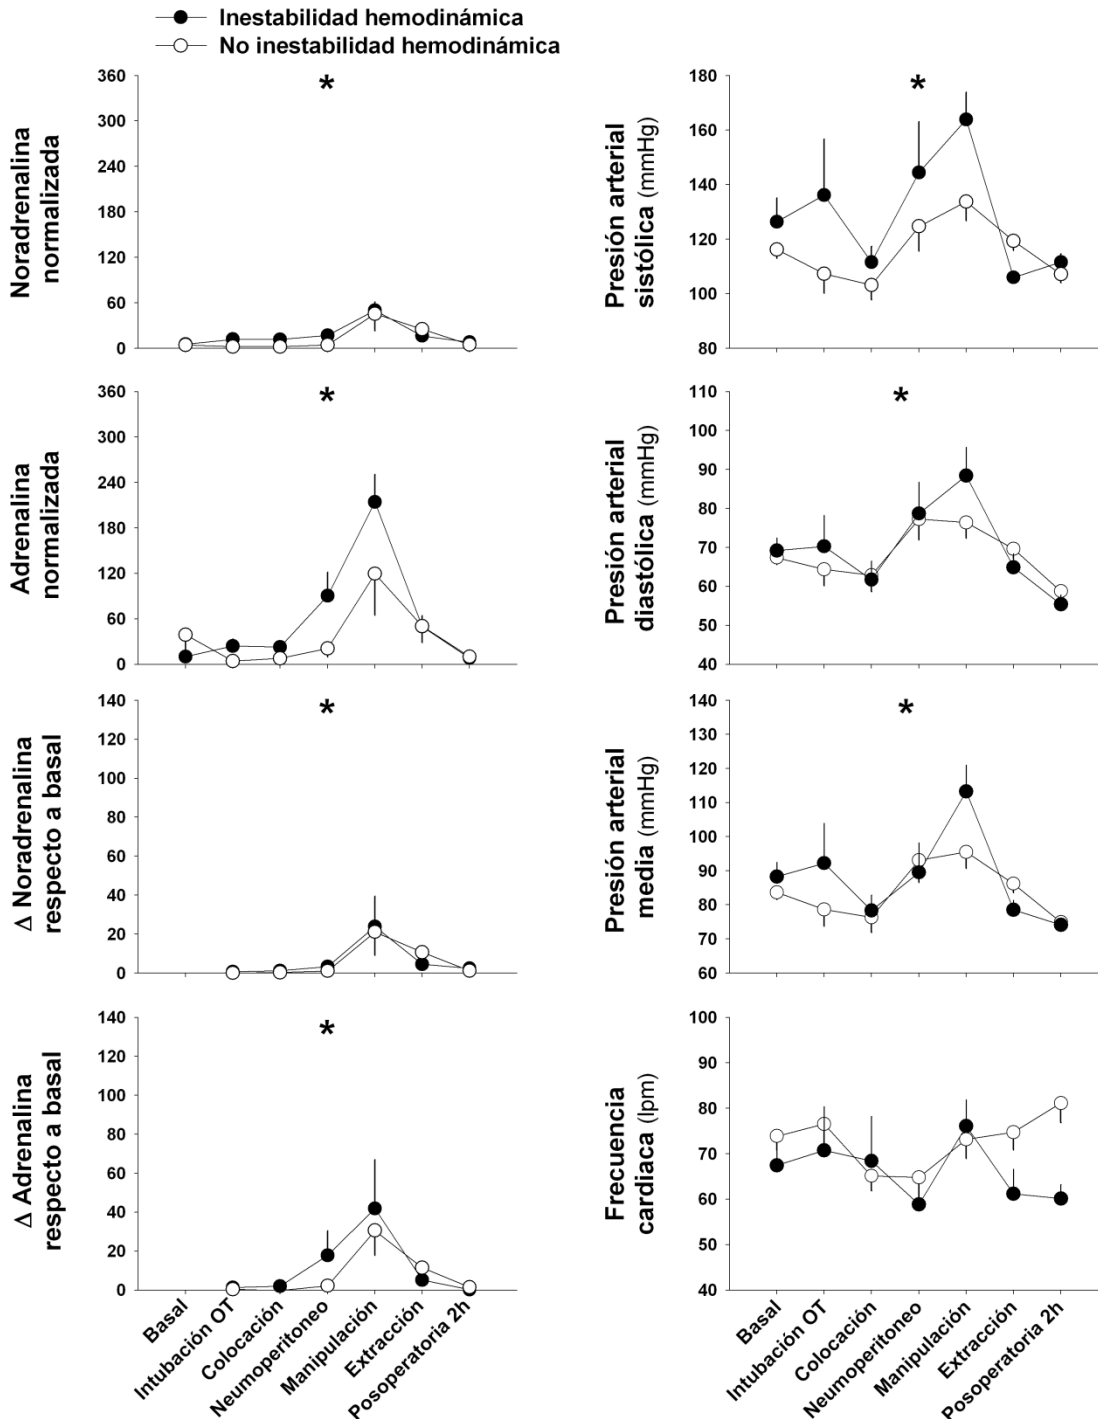 Inestabilidad hemodinámica
No inestabilidad hemodinámica
Noradrenalina
normalizada
360
300
240
180
120
60
0
*
Presión arterial
sistólica (mmHg)
180
160
140
120
100
80
*
Adrenalina
normalizada
360
300
240
180
120
60
0
*
Presión arterial
diastólica (mmHg)
110
100
90
80
70
60
50
40
*
Δ Noradrenalina
respecto a basal
140
120
100
80
60
40
20
0
*
Presión arterial
media (mmHg)
140
130
120
110
100
90
80
70
60
*
Δ Adrenalina
respecto a basal
140
120
100
80
60
40
20
0
*
Basal
Intubación OT
Colocación
Neumoperitoneo
Manipulación
Extracción
Posoperatoria 2h
Frecuencia
cardiaca (lpm)
100
90
80
70
60
50
40
Basal
Intubación OT
Colocación
Neumoperitoneo
Manipulación
Extracción
Posoperatoria 2h